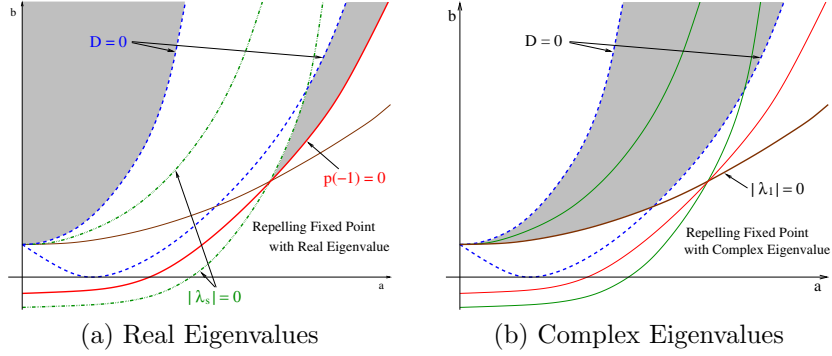 b
D = 0
p(−1) = 0
Repelling Fixed Point
with Real Eigenvalue
|λs| = 0
a
(a) Real Eigenvalues
b
D = 0
|λ1| = 0
Repelling Fixed Point
with Complex Eigenvalue
a
(b) Complex Eigenvalues